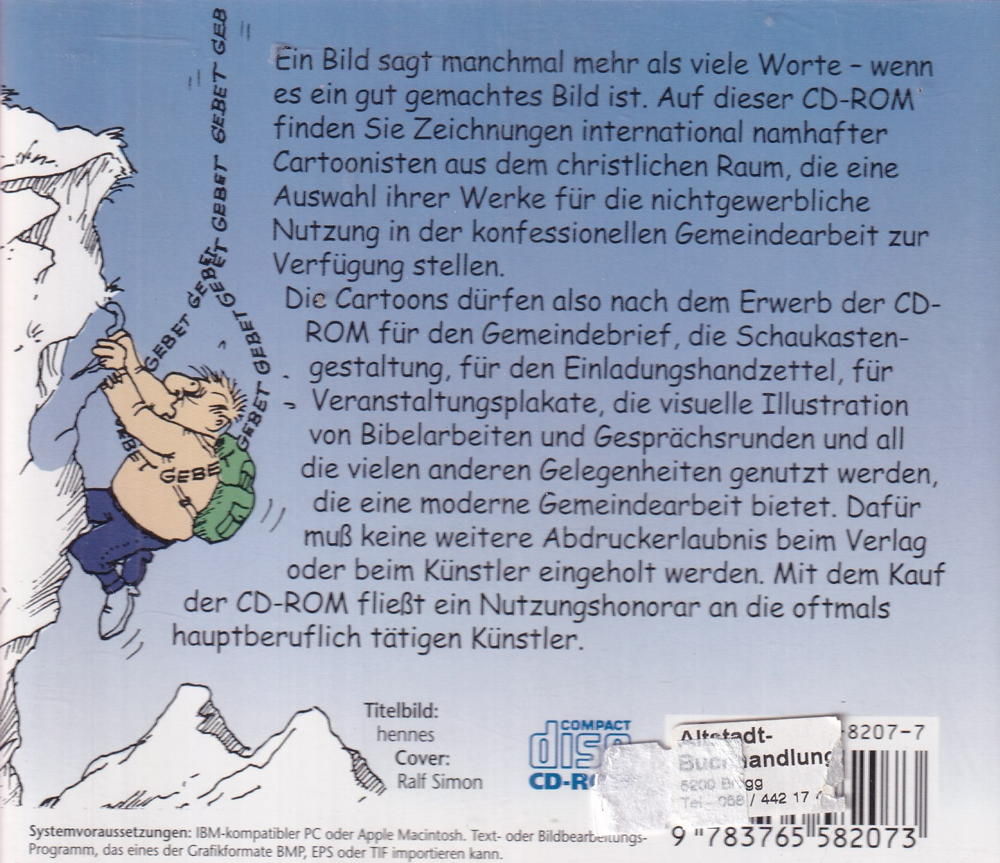 GEBET GEBET GEB
GEBET GEBET
GEBET GEBET
GEBET
Ein Bild sagt manchmal mehr als viele Worte – wenn
es ein gut gemachtes Bild ist. Auf dieser CD-ROM
finden Sie Zeichnungen international namhafter
Cartoonisten aus dem christlichen Raum, die eine
Auswahl ihrer Werke für die nichtgewerbliche
Nutzung in der konfessionellen Gemeindearbeit zur
Verfügung stellen.
Die Cartoons dürfen also nach dem Erwerb der CD-
ROM für den Gemeindebrief, die Schaukasten-
gestaltung, für den Einladungshandzettel, für
Veranstaltungsplakate, die visuelle Illustration
von Bibelarbeiten und Gesprächsrunden und all
die vielen anderen Gelegenheiten genutzt werden,
die eine moderne Gemeindearbeit bietet. Dafür
muß keine weitere Abdruckerlaubnis beim Verlag
oder beim Künstler eingeholt werden. Mit dem Kauf
der CD-ROM fließt ein Nutzungshonorar an die oftmals
hauptberuflich tätigen Künstler.
Titelbild:
hennes
Cover:
Ralf Simon
COMPACT
disc
CD-R
-8207-7
Altstadt-
Buc handlung
5200 B gg
Tel 056 / 442 17
9 783765 582073
Systemvoraussetzungen: IBM-kompatibler PC oder Apple Macintosh. Text- oder Bildbearbeitungs-
Programm, das eines der Grafikformate BMP, EPS oder TIF importieren kann.